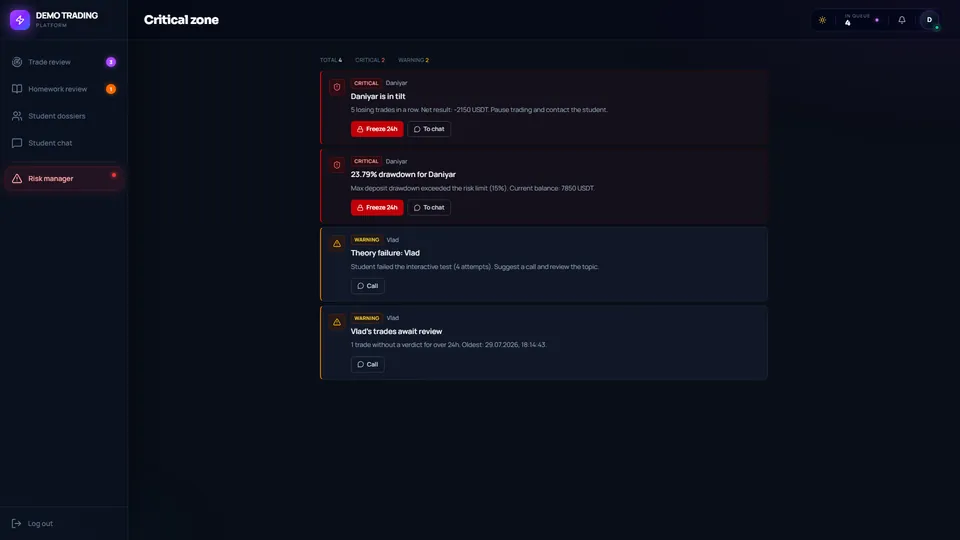 DEMO TRADING
PLATFORM
Critical zone
IN QUEUE
4
D
Trade review
Homework review
1
Student dossiers
Student chat
Risk manager
Log out
TOTAL 4 CRITICAL 2 WARNING 2
CRITICAL Daniyar
Daniyar is in tilt
5 losing trades in a row. Net result: -2150 USDT. Pause trading and contact the student.
Freeze 24h To chat
CRITICAL Daniyar
23.79% drawdown for Daniyar
Max deposit drawdown exceeded the risk limit (15%). Current balance: 7850 USDT.
Freeze 24h To chat
WARNING Vlad
Theory failure: Vlad
Student failed the interactive test (4 attempts). Suggest a call and review the topic.
Call
WARNING Vlad
Vlad's trades await review
1 trade without a verdict for over 24h. Oldest: 29.07.2026, 18:14:43.
Call